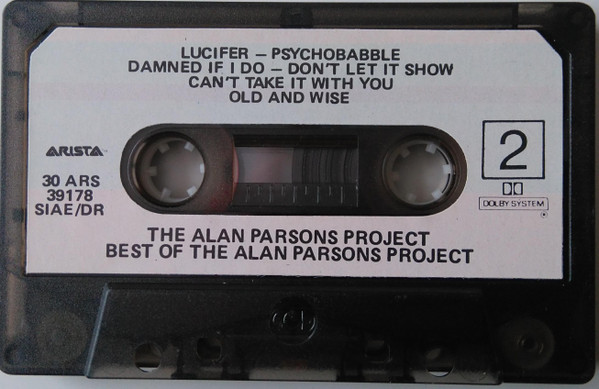 LUCIFER – PSYCHOBABBLE
DAMNED IF I DO – DON'T LET IT SHOW
CAN'T TAKE IT WITH YOU
OLD AND WISE
ARISTA
30 ARS
39178
SIAE/DR
2
DOLBY SYSTEM
THE ALAN PARSONS PROJECT
BEST OF THE ALAN PARSONS PROJECT